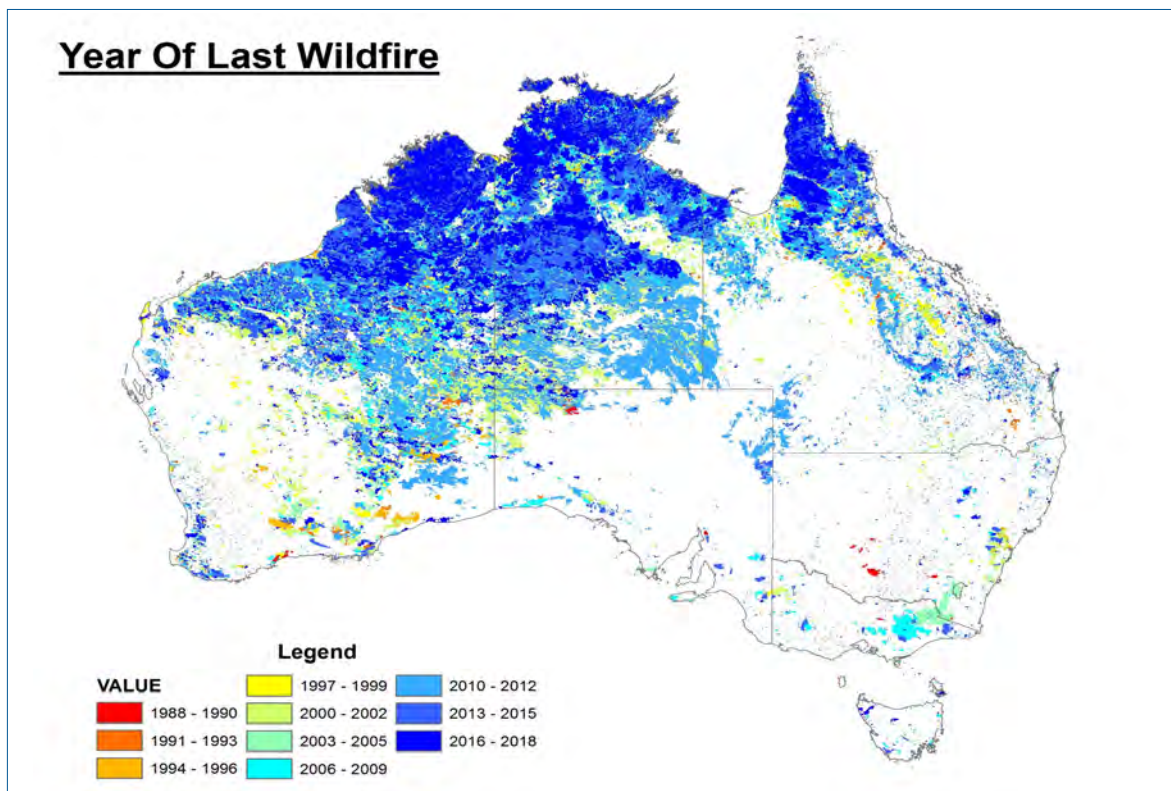 Year Of Last Wildfire
Legend
VALUE
1988 - 1990
1991 - 1993
1994 - 1996
1997 - 1999
2000 - 2002
2003 - 2005
2006 - 2009
2010 - 2012
2013 - 2015
2016 - 2018